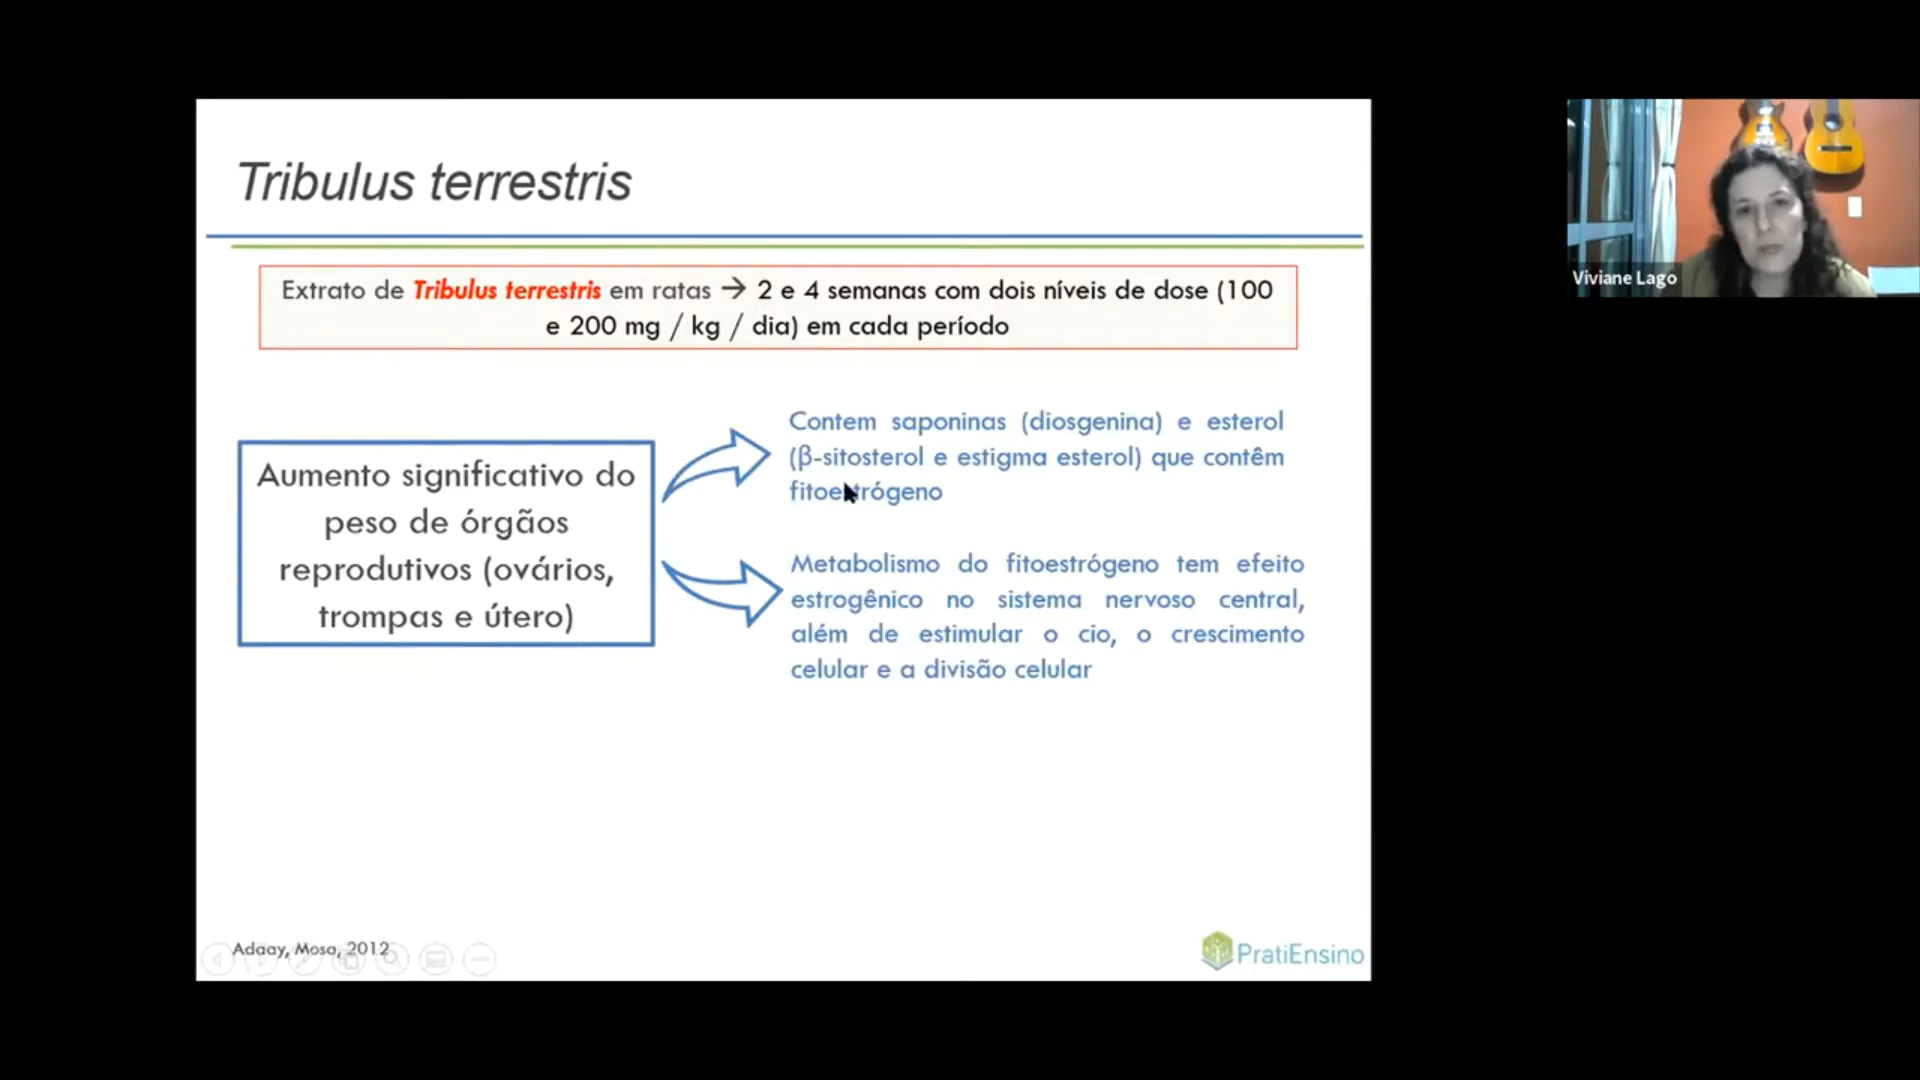 Tribulus terrestris
Extrato de Tribulus terrestris em ratas → 2 e 4 semanas com dois níveis de dose (100
e 200 mg / kg / dia) em cada período
Aumento significativo do
peso de órgãos
reprodutivos (ovários,
trompas e útero)
Contem saponinas (diosgenina) e esterol
(β-sitosterol e estigma esterol) que contêm
fitoestrógeno
Metabolismo do fitoestrógeno tem efeito
estrogênico no sistema nervoso central,
além de estimular o cio, o crescimento
celular e a divisão celular
Adaay, Mosa, 2012
PratiEnsino
Viviane Lago